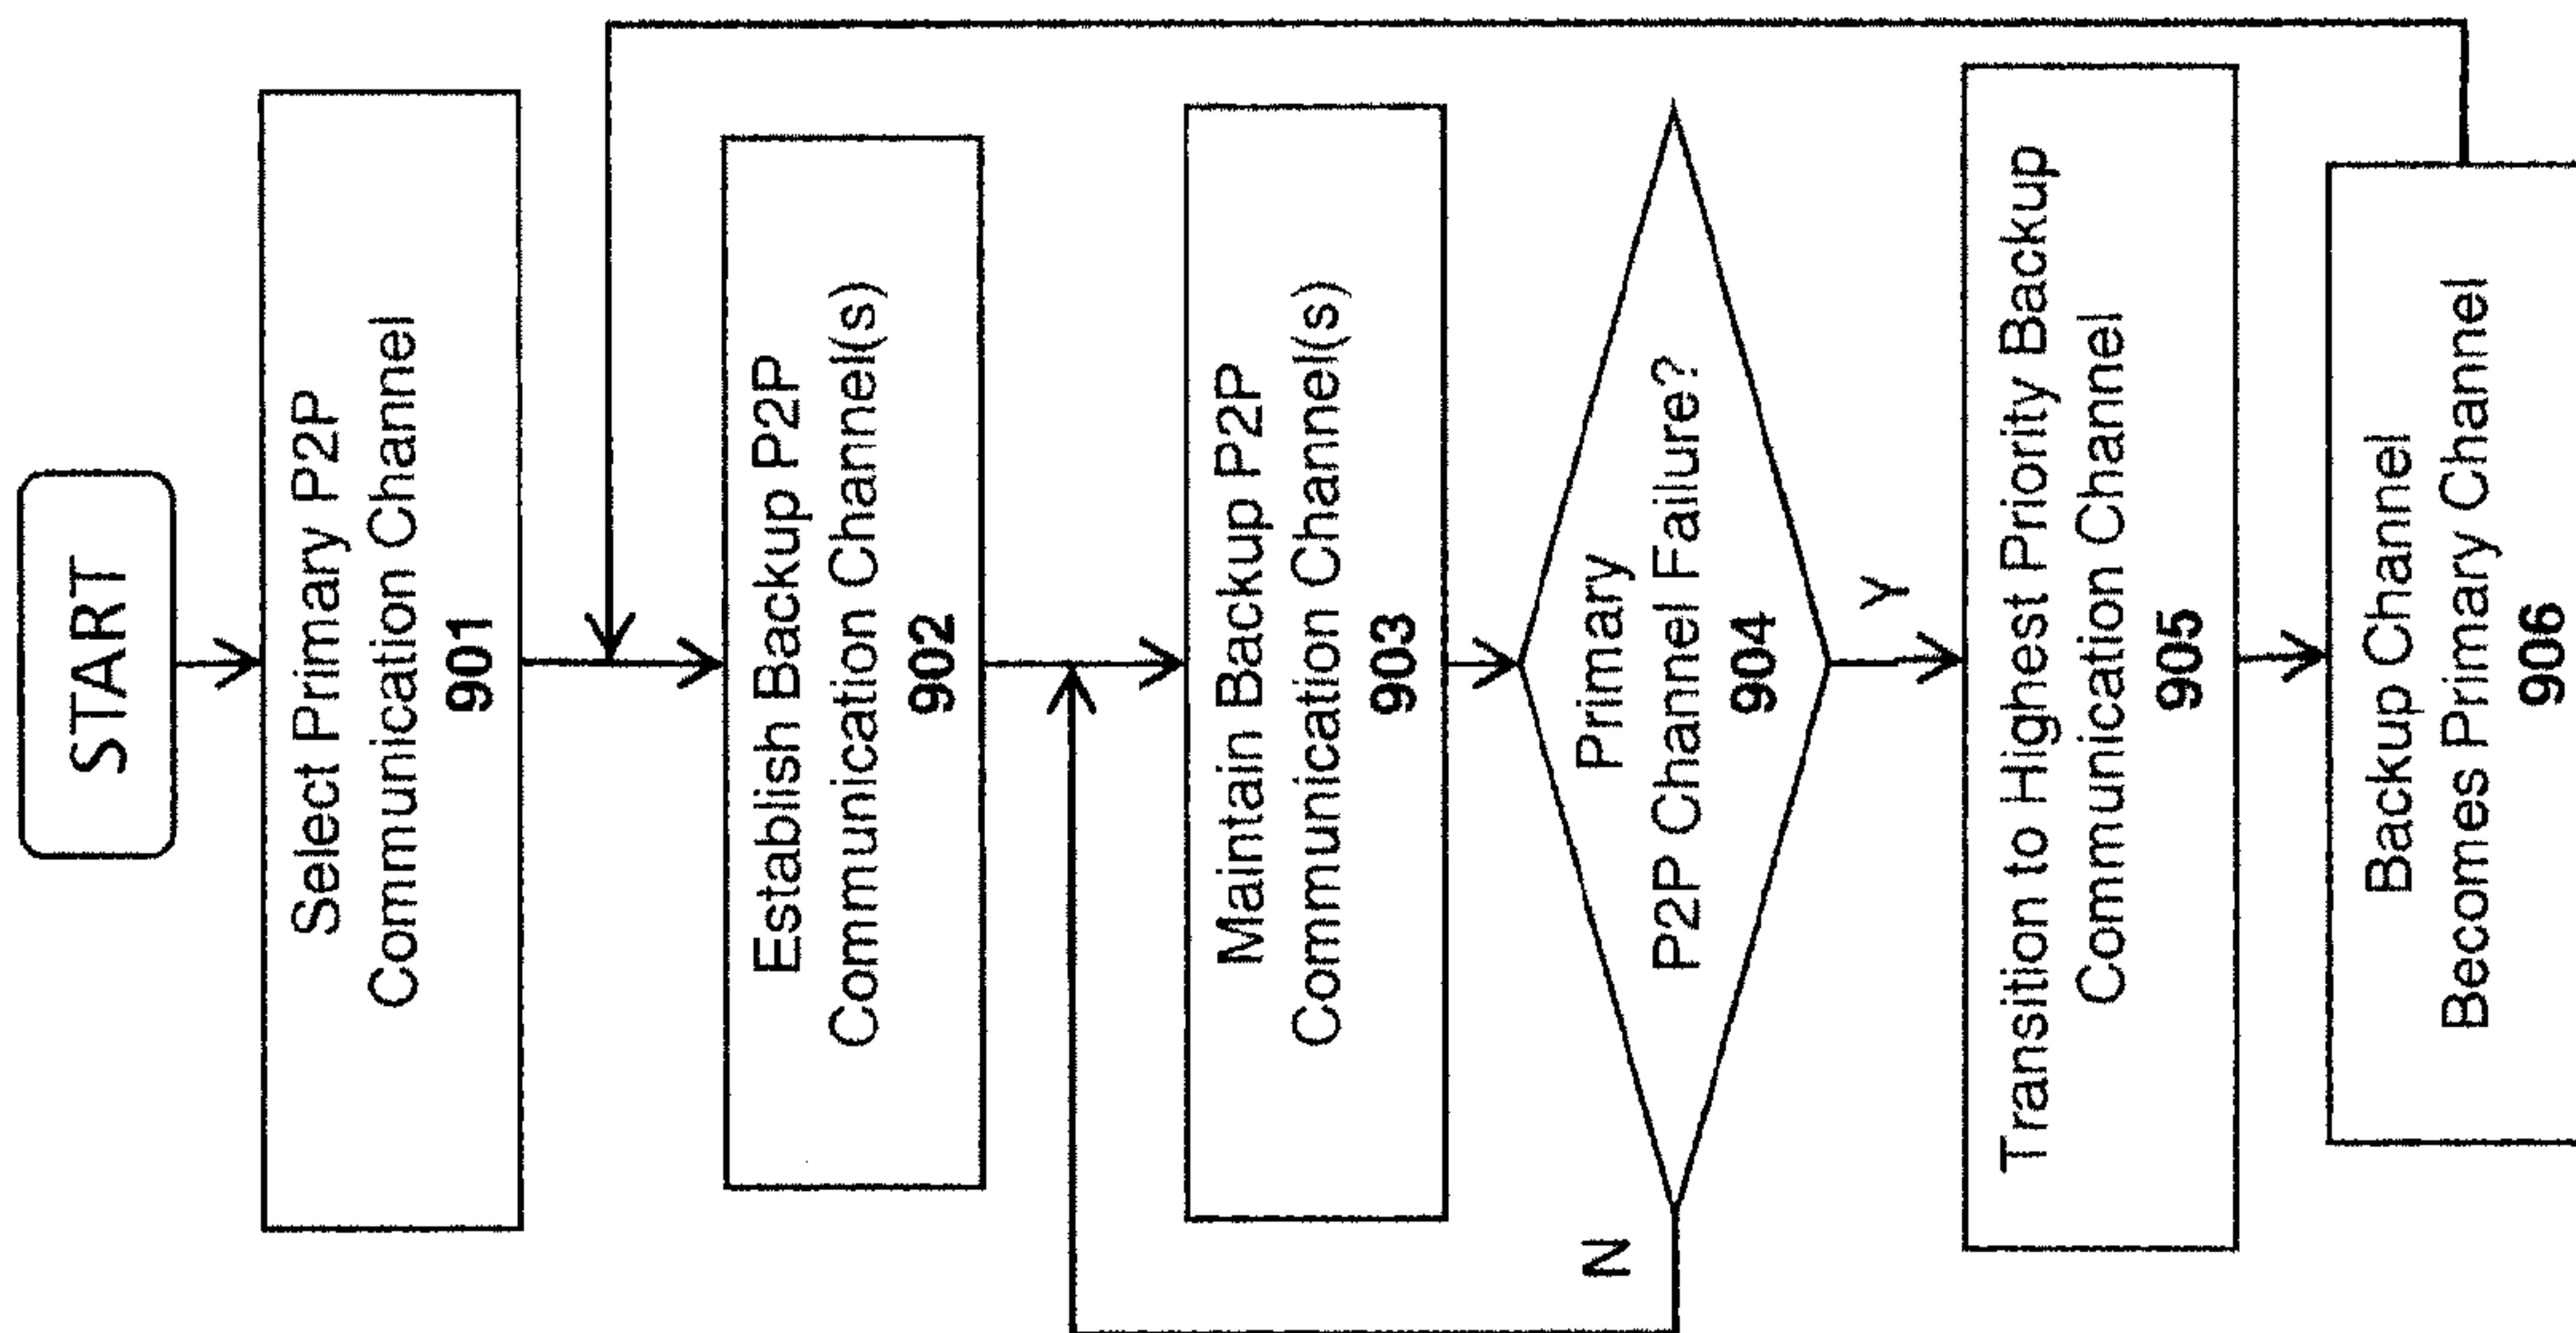 START
Select Primary P2P
Communication Channel
901
Establish Backup P2P
Communication Channel(s)
902
Maintain Backup P2P
Communication Channel(s)
903
Primary
P2P Channel Failure?
904
N
Y
Transition to Highest Priority Backup
Communication Channel
905
Backup Channel
Becomes Primary Channel
906